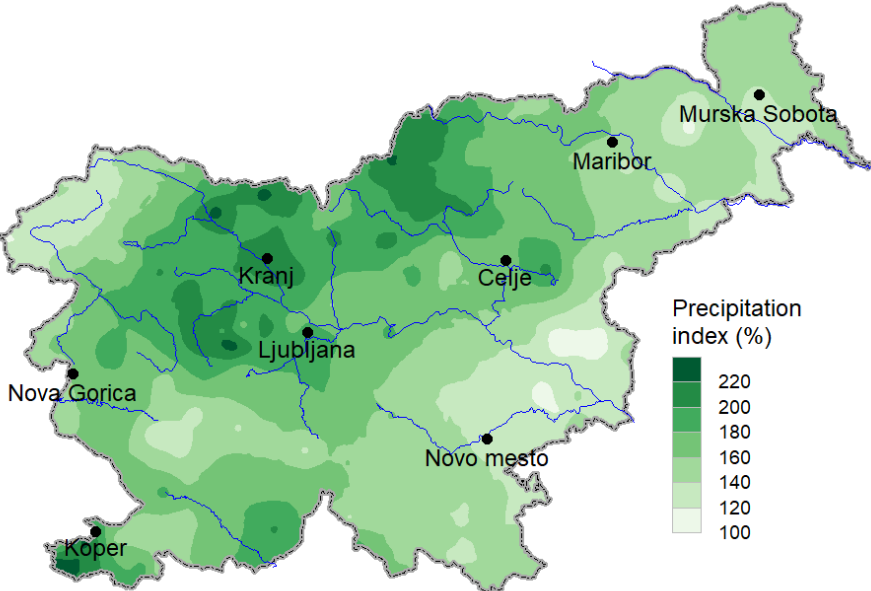 Murska Sobota
Maribor
Kranj
Celje
Ljubljana
Nova Gorica
Novo mesto
Koper
Precipitation
index (%)
220
200
180
160
140
120
100